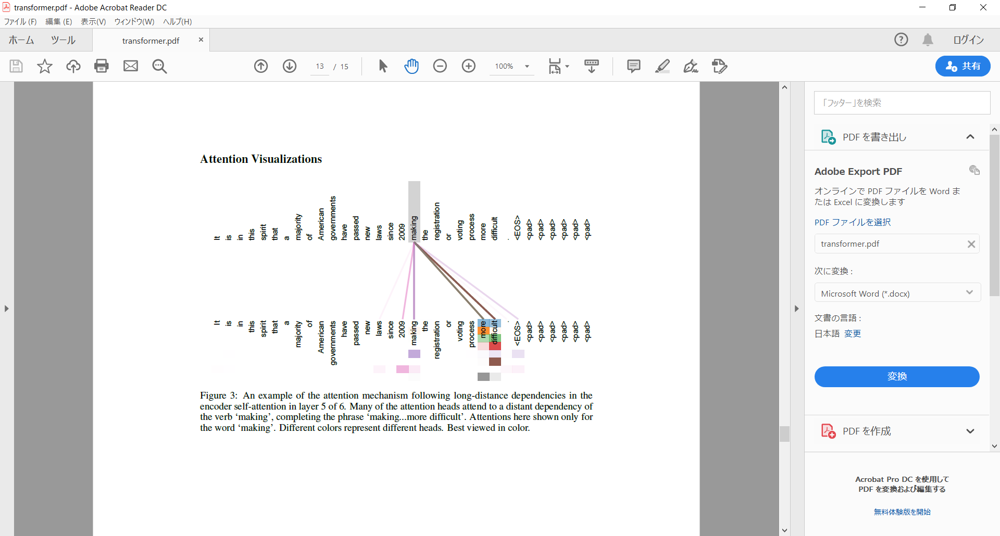 transformer.pdf - Adobe Acrobat Reader DC
ファイル (F) 編集 (E) 表示(V) ウィンドウ(W) ヘルプ(H)
ホーム ツール transformer.pdf × ? ログイン
13 / 15 100% 共有
「フッター」を検索
PDF を書き出し
Adobe Export PDF
オンラインで PDF ファイルを Word ま
たは Excel に変換します
PDF ファイルを選択
transformer.pdf
次に変換 :
Microsoft Word (*.docx)
文書の言語 :
日本語 変更
変換
PDF を作成
Acrobat Pro DC を使用して
PDF を変換および編集する
無料体験版を開始
Attention Visualizations
It is in this spirit that a majority of American governments have passed new laws since 2009 making the registration or voting process more difficult . <EOS> <pad> <pad> <pad> <pad> <pad> <pad>
It is in this spirit that a majority of American governments have passed new laws since 2009 making the registration or voting process more difficult . <EOS> <pad> <pad> <pad> <pad> <pad> <pad>
Figure 3: An example of the attention mechanism following long-distance dependencies in the
encoder self-attention in layer 5 of 6. Many of the attention heads attend to a distant dependency of
the verb ‘making’, completing the phrase ‘making...more difficult’. Attentions here shown only for
the word ‘making’. Different colors represent different heads. Best viewed in color.